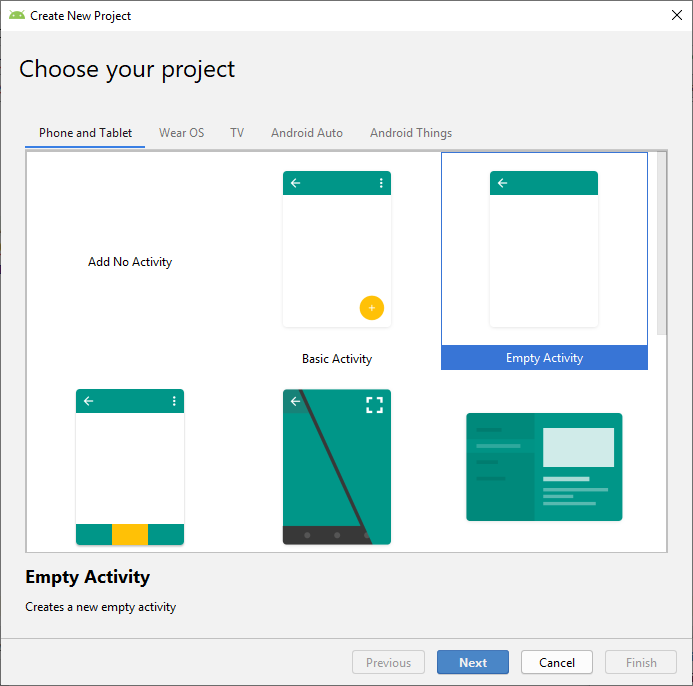 Create New Project
Choose your project
Phone and Tablet
Wear OS
TV
Android Auto
Android Things
Add No Activity
Basic Activity
Empty Activity
Empty Activity
Creates a new empty activity
Previous
Next
Cancel
Finish